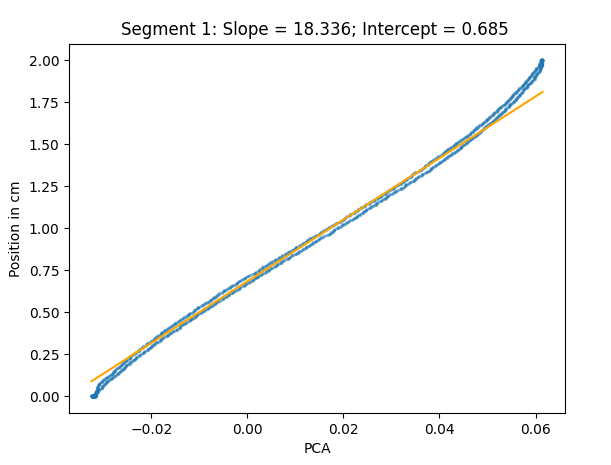 Segment 1: Slope = 18.336; Intercept = 0.685
2.00
1.75
1.50
1.25
1.00
0.75
0.50
0.25
0.00
Position in cm
−0.02 0.00 0.02 0.04 0.06
PCA